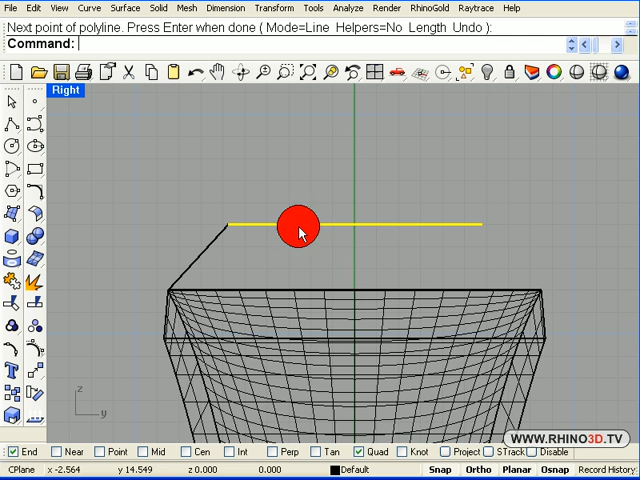 File Edit View Curve Surface Solid Mesh Dimension Transform Tools Analyze Render RhinoGold Raytrace Help
Next point of polyline. Press Enter when done ( Mode=Line Helpers=No Length Undo ):
Command:
Right
z
y
WWW.RHINO3D.TV
End Near Point Mid Cen Int Perp Tan Quad Knot Project STrack Disable
CPlane x -2.564 y 14.549 z 0.000 0.000 Default Snap Ortho Planar Osnap Record History